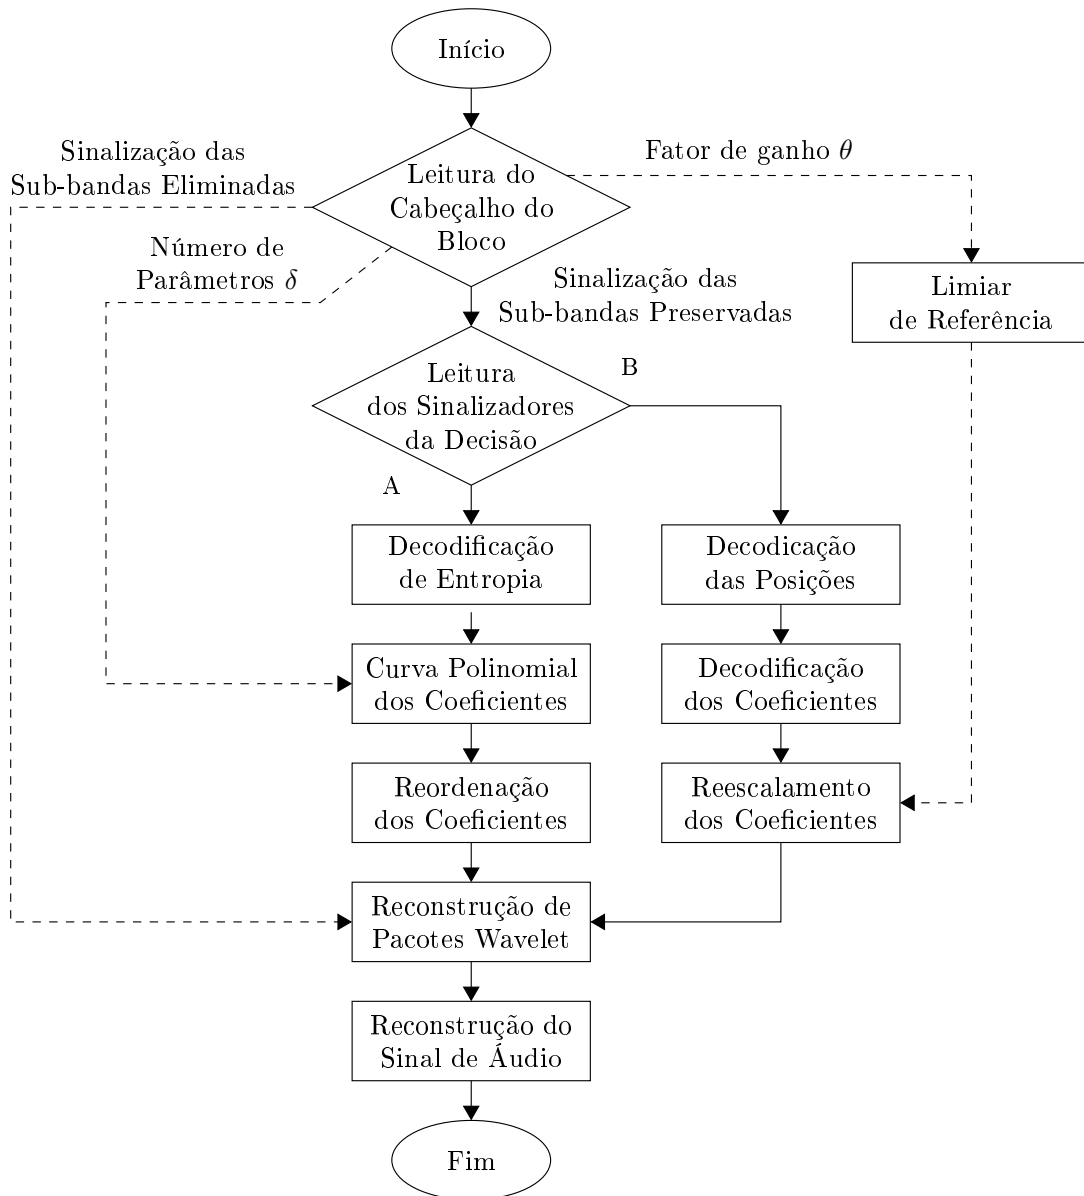 Início
Sinalização das
Sub-bandas Eliminadas
Fator de ganho θ
Leitura do
Cabeçalho do
Bloco
Número de
Parâmetros δ
Sinalização das
Sub-bandas Preservadas
Limiar
de Referência
Leitura
dos Sinalizadores
da Decisão
B
A
Decodificação
de Entropia
Decodicação
das Posições
Curva Polinomial
dos Coeficientes
Decodificação
dos Coeficientes
Reordenação
dos Coeficientes
Reescalamento
dos Coeficientes
Reconstrução de
Pacotes Wavelet
Reconstrução do
Sinal de Áudio
Fim